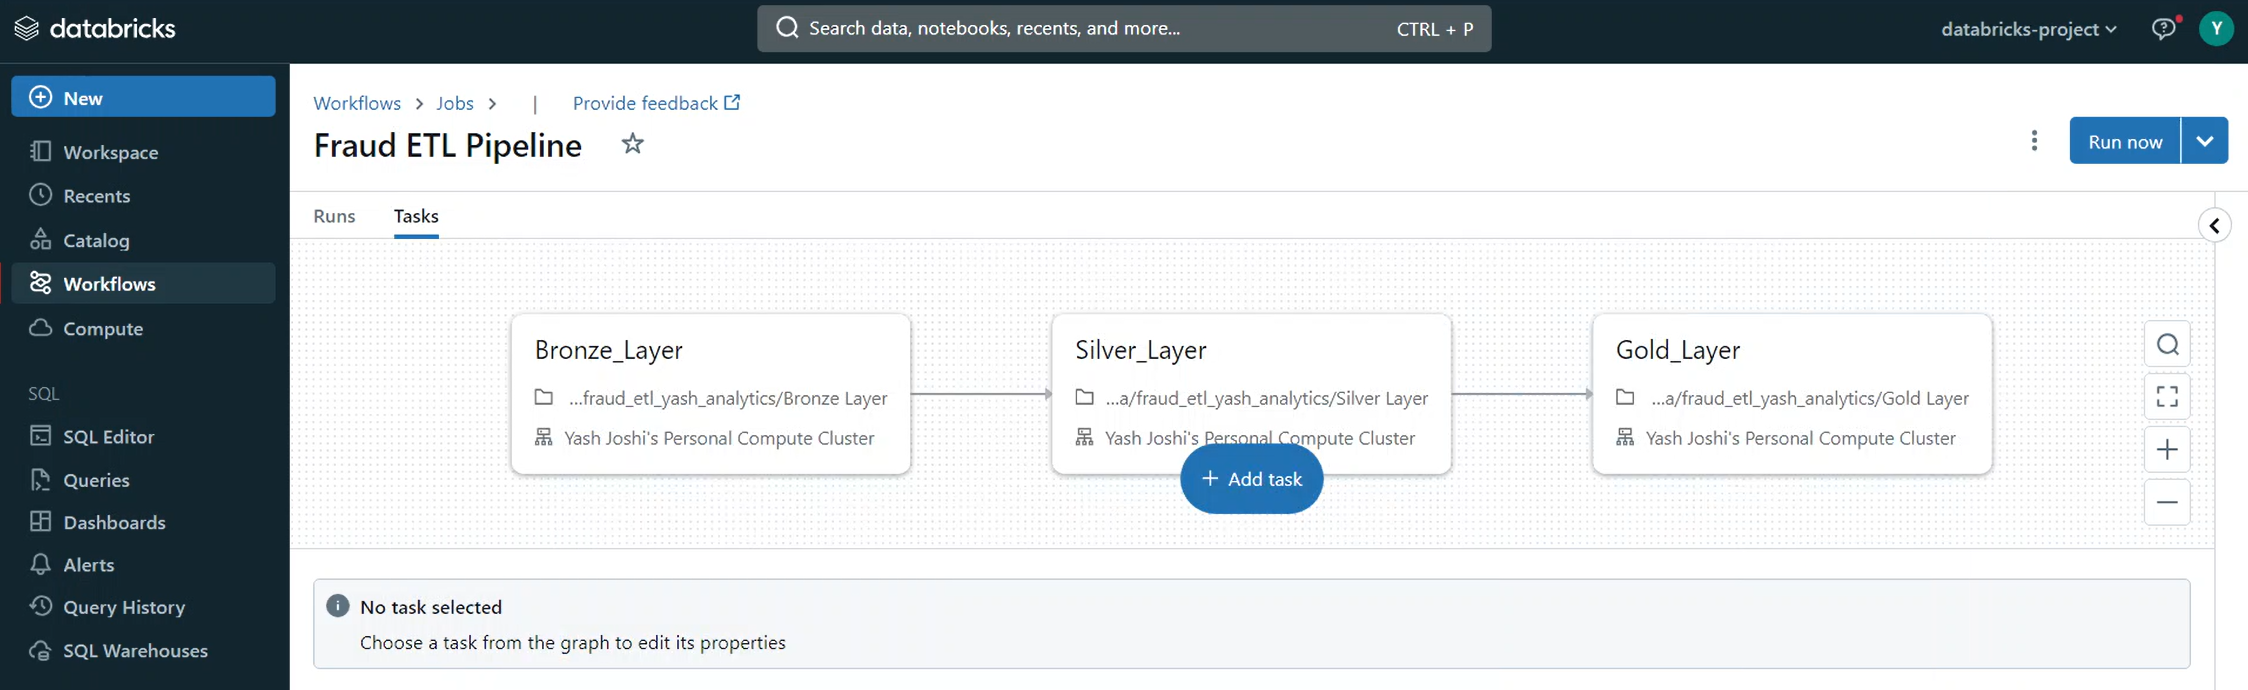 databricks
Search data, notebooks, recents, and more...
CTRL + P
databricks-project
Y
New
Workspace
Recents
Catalog
Workflows
Compute
SQL
SQL Editor
Queries
Dashboards
Alerts
Query History
SQL Warehouses
Workflows > Jobs > | Provide feedback
Fraud ETL Pipeline
Run now
Runs
Tasks
Bronze_Layer
...fraud_etl_yash_analytics/Bronze Layer
Yash Joshi's Personal Compute Cluster
Silver_Layer
...a/fraud_etl_yash_analytics/Silver Layer
Yash Joshi's Personal Compute Cluster
+ Add task
Gold_Layer
...a/fraud_etl_yash_analytics/Gold Layer
Yash Joshi's Personal Compute Cluster
No task selected
Choose a task from the graph to edit its properties